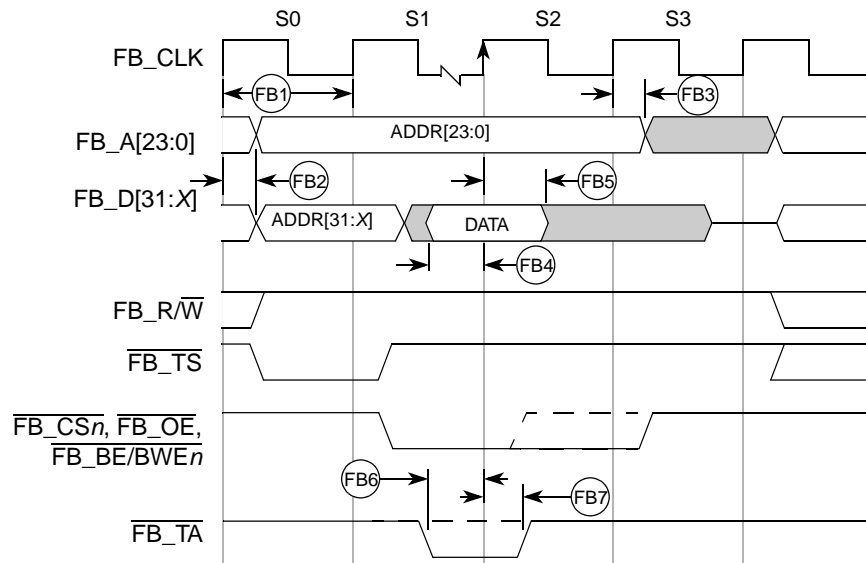 S0 S1 S2 S3
FB_CLK
FB1
FB3
FB_A[23:0]
ADDR[23:0]
FB2
FB5
FB_D[31:X]
ADDR[31:X]
DATA
FB4
FB_R/W
FB_TS
FB_CSn, FB_OE,
FB_BE/BWEn
FB6
FB7
FB_TA